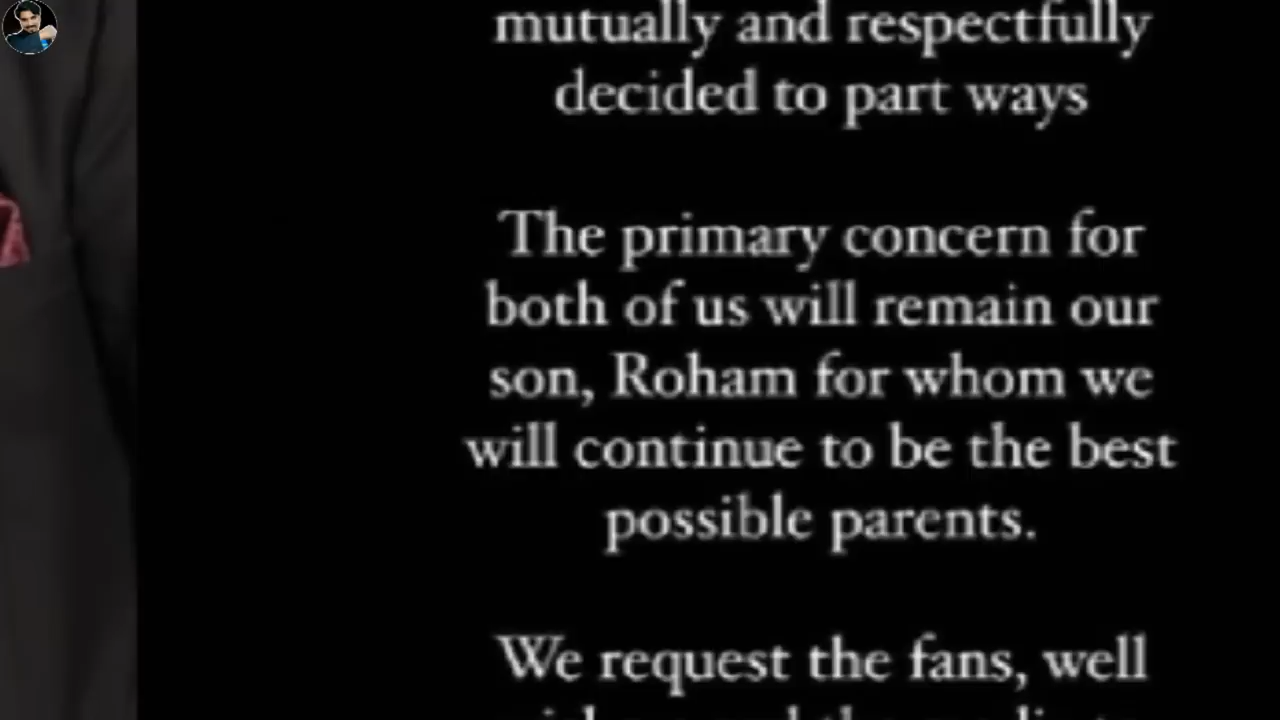 mutually and respectfully
decided to part ways
The primary concern for
both of us will remain our
son, Roham for whom we
will continue to be the best
possible parents.
We request the fans, well